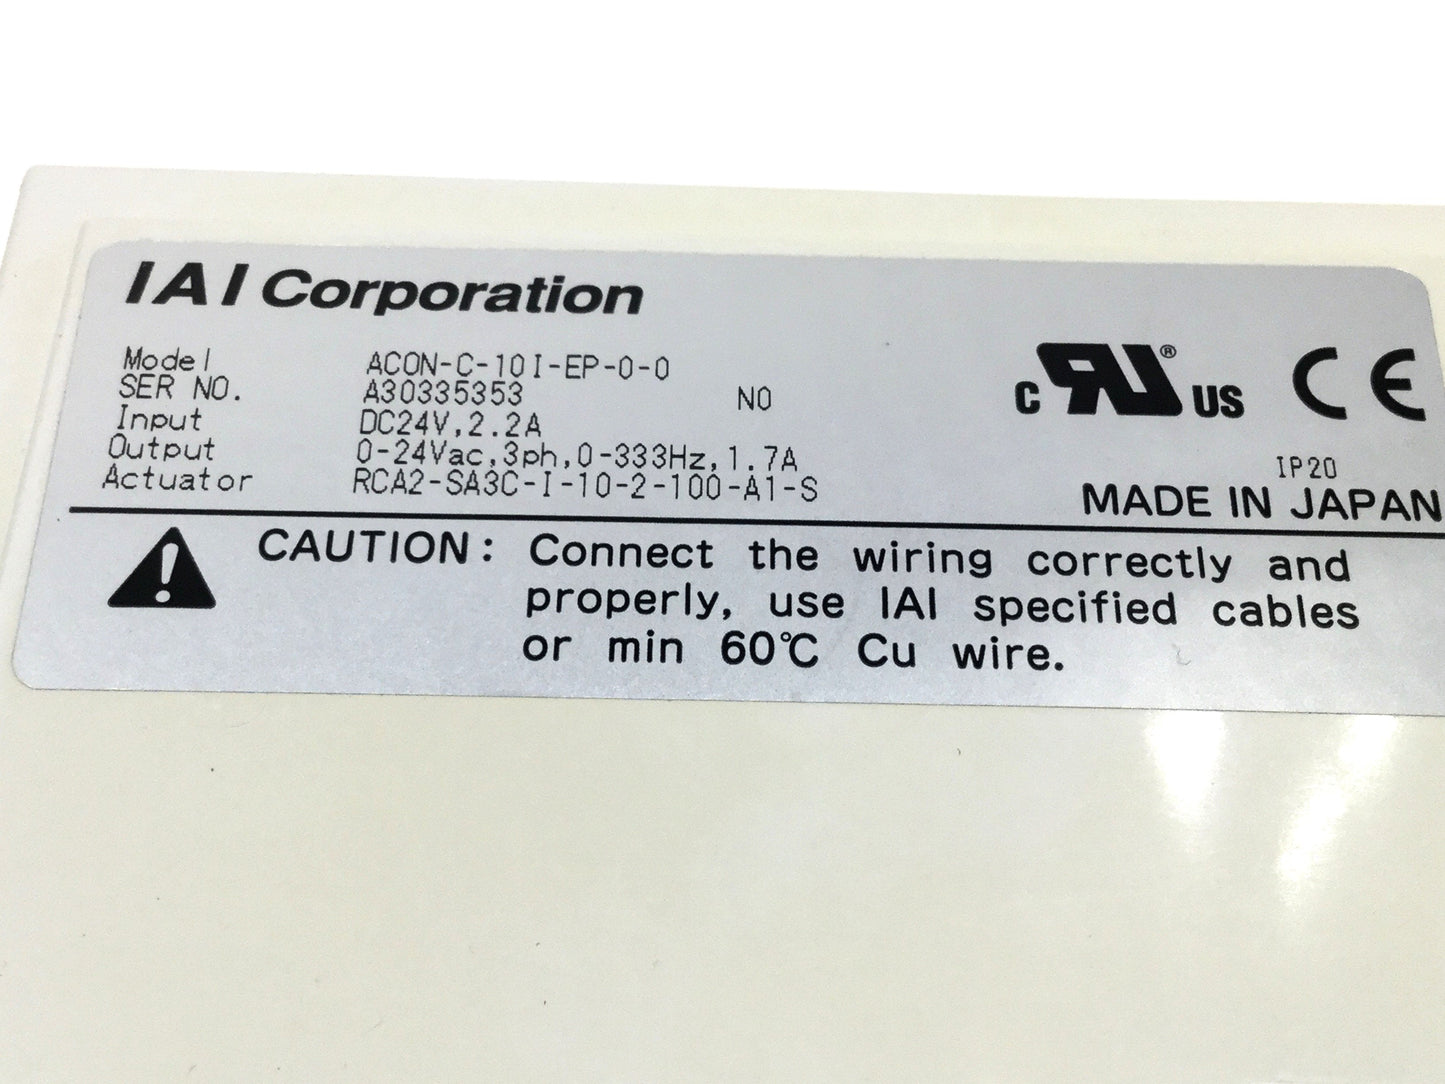 IAI Corporation
Model ACON-C-10I-EP-0-0
SER NO. A30335353 NO
Input DC24V,2.2A
Output 0-24Vac,3ph,0-333Hz,1.7A
Actuator RCA2-SA3C-I-10-2-100-A1-S
C RU ® US CE
IP20
MADE IN JAPAN
CAUTION: Connect the wiring correctly and
properly, use IAI specified cables
or min 60℃ Cu wire.